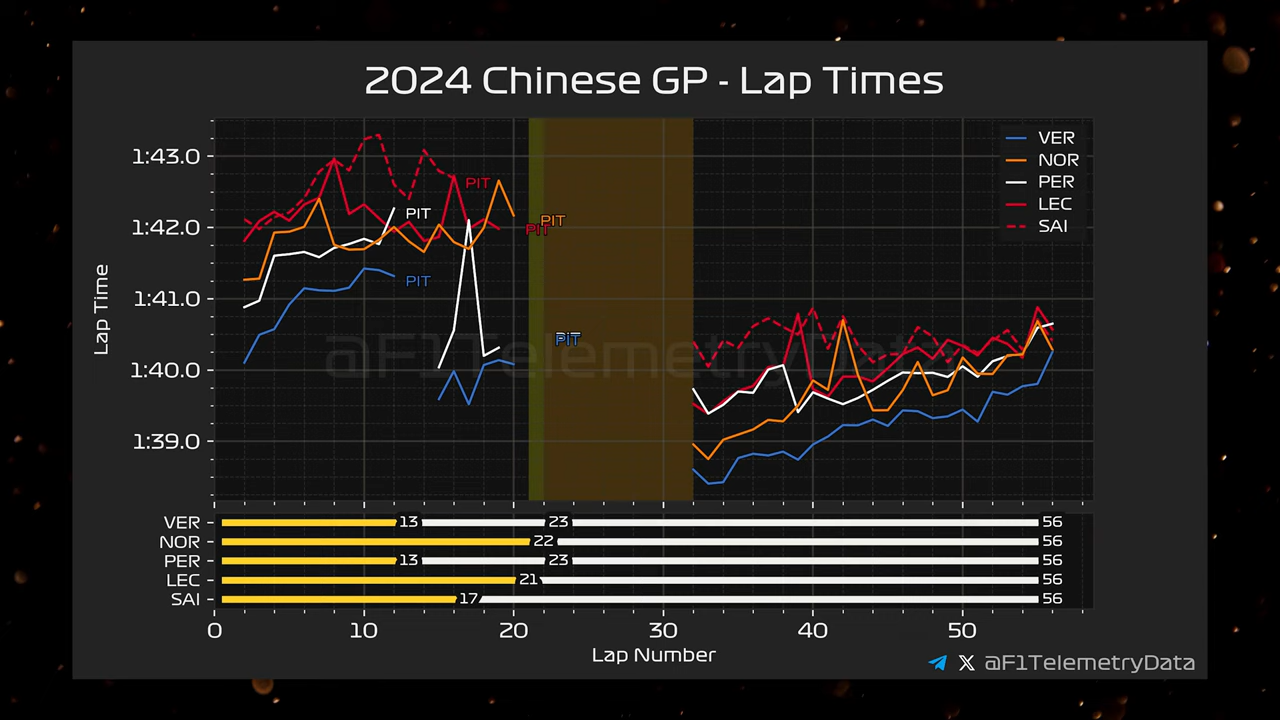 2024 Chinese GP - Lap Times
Lap Time
1:43.0
1:42.0
1:41.0
1:40.0
1:39.0
VER
NOR
PER
LEC
SAI
PIT
PIT
PIT
PIT
PIT
PIT
@F1TelemetryData
VER 13 23 56
NOR 22 56
PER 13 23 56
LEC 21 56
SAI 17 56
0 10 20 30 40 50
Lap Number
@F1TelemetryData